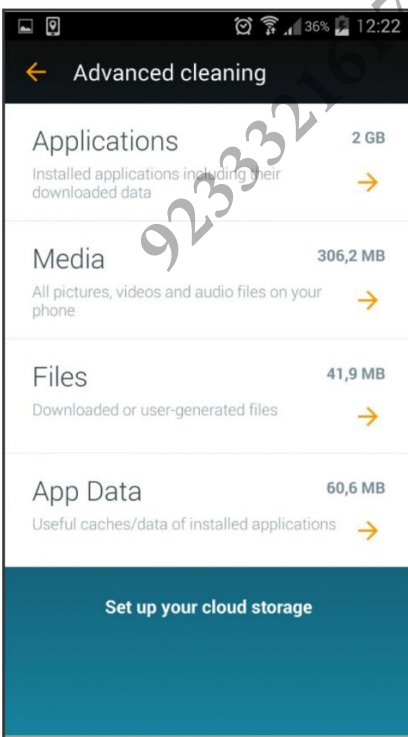 36% 12:22
Advanced cleaning
Applications
2 GB
Installed applications including their
downloaded data
Media
306,2 MB
All pictures, videos and audio files on your
phone
Files
41,9 MB
Downloaded or user-generated files
App Data
60,6 MB
Useful caches/data of installed applications
Set up your cloud storage